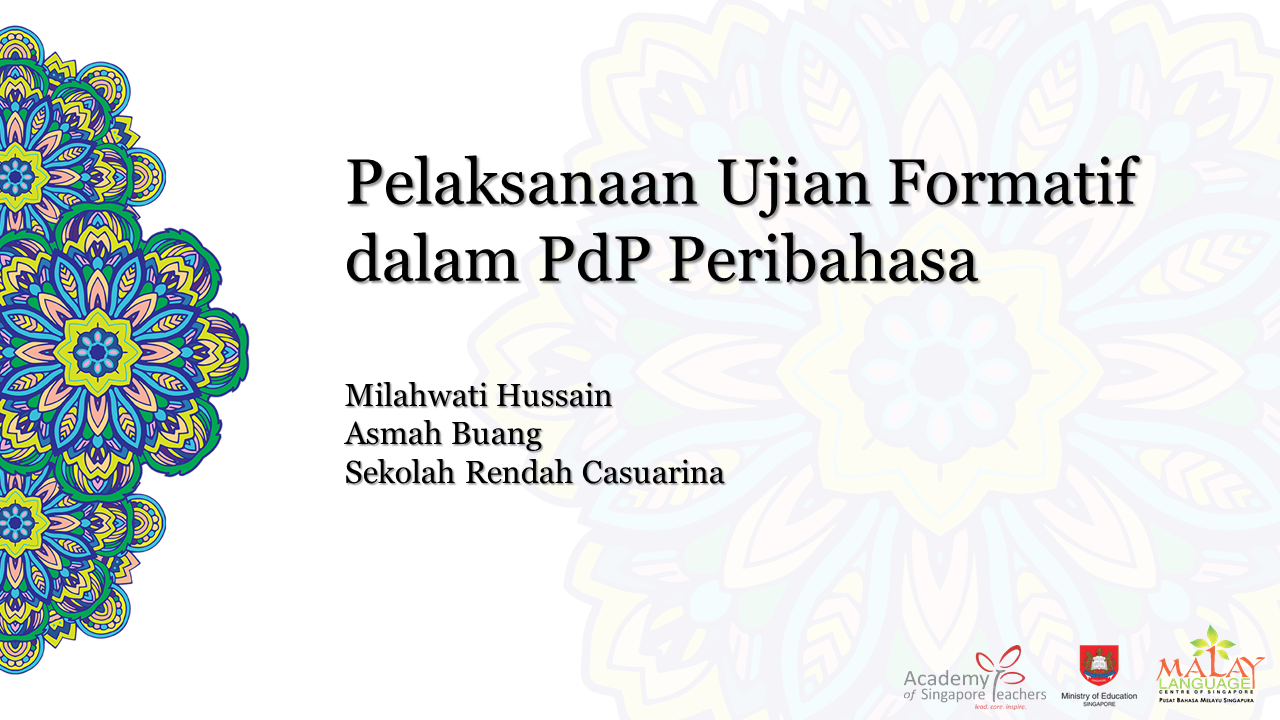 Pelaksanaan Ujian Formatif
dalam PdP Peribahasa
Milahwati Hussain
Asmah Buang
Sekolah Rendah Casuarina
Academy
of Singapore Teachers
lead. care. inspire.
Ministry of Education
SINGAPORE
MALAY
LANGUAGE
CENTRE OF SINGAPORE
PUSAT BAHASA MELAYU SINGAPURA